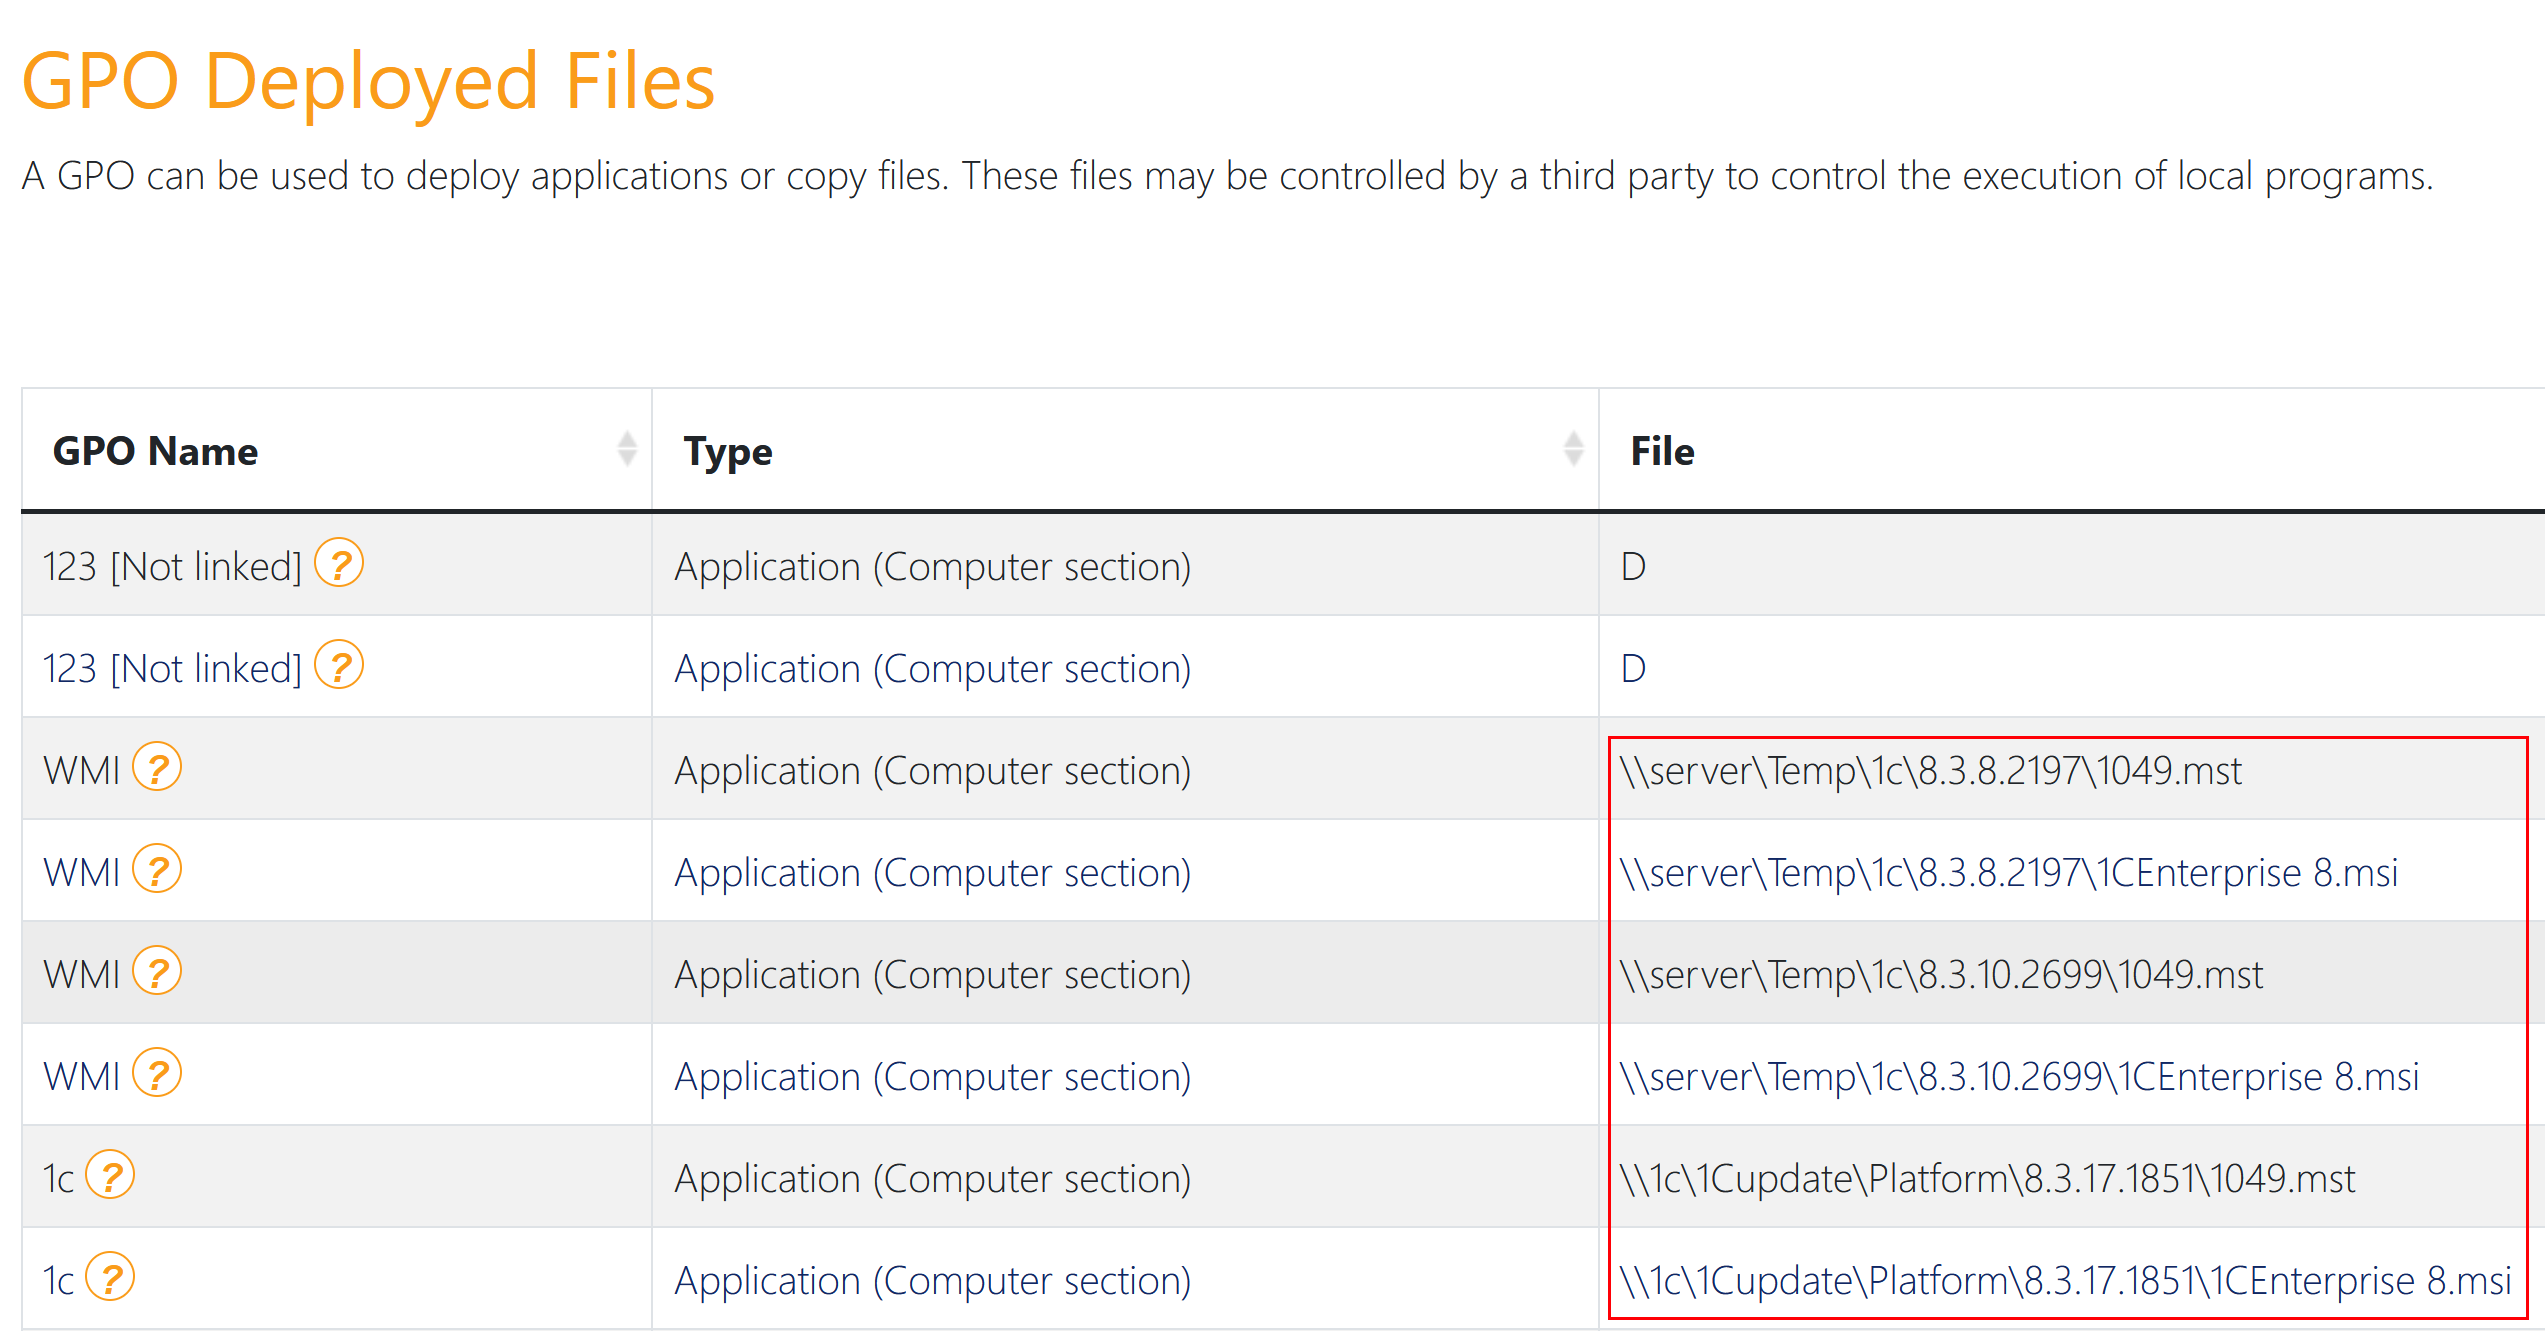 GPO Deployed Files
A GPO can be used to deploy applications or copy files. These files may be controlled by a third party to control the execution of local programs.
GPO Name Type File
123 [Not linked] ? Application (Computer section) D
123 [Not linked] ? Application (Computer section) D
WMI ? Application (Computer section) \\server\Temp\1c\8.3.8.2197\1049.mst
WMI ? Application (Computer section) \\server\Temp\1c\8.3.8.2197\1CEnterprise 8.msi
WMI ? Application (Computer section) \\server\Temp\1c\8.3.10.2699\1049.mst
WMI ? Application (Computer section) \\server\Temp\1c\8.3.10.2699\1CEnterprise 8.msi
1c ? Application (Computer section) \\1c\1Cupdate\Platform\8.3.17.1851\1049.mst
1c ? Application (Computer section) \\1c\1Cupdate\Platform\8.3.17.1851\1CEnterprise 8.msi